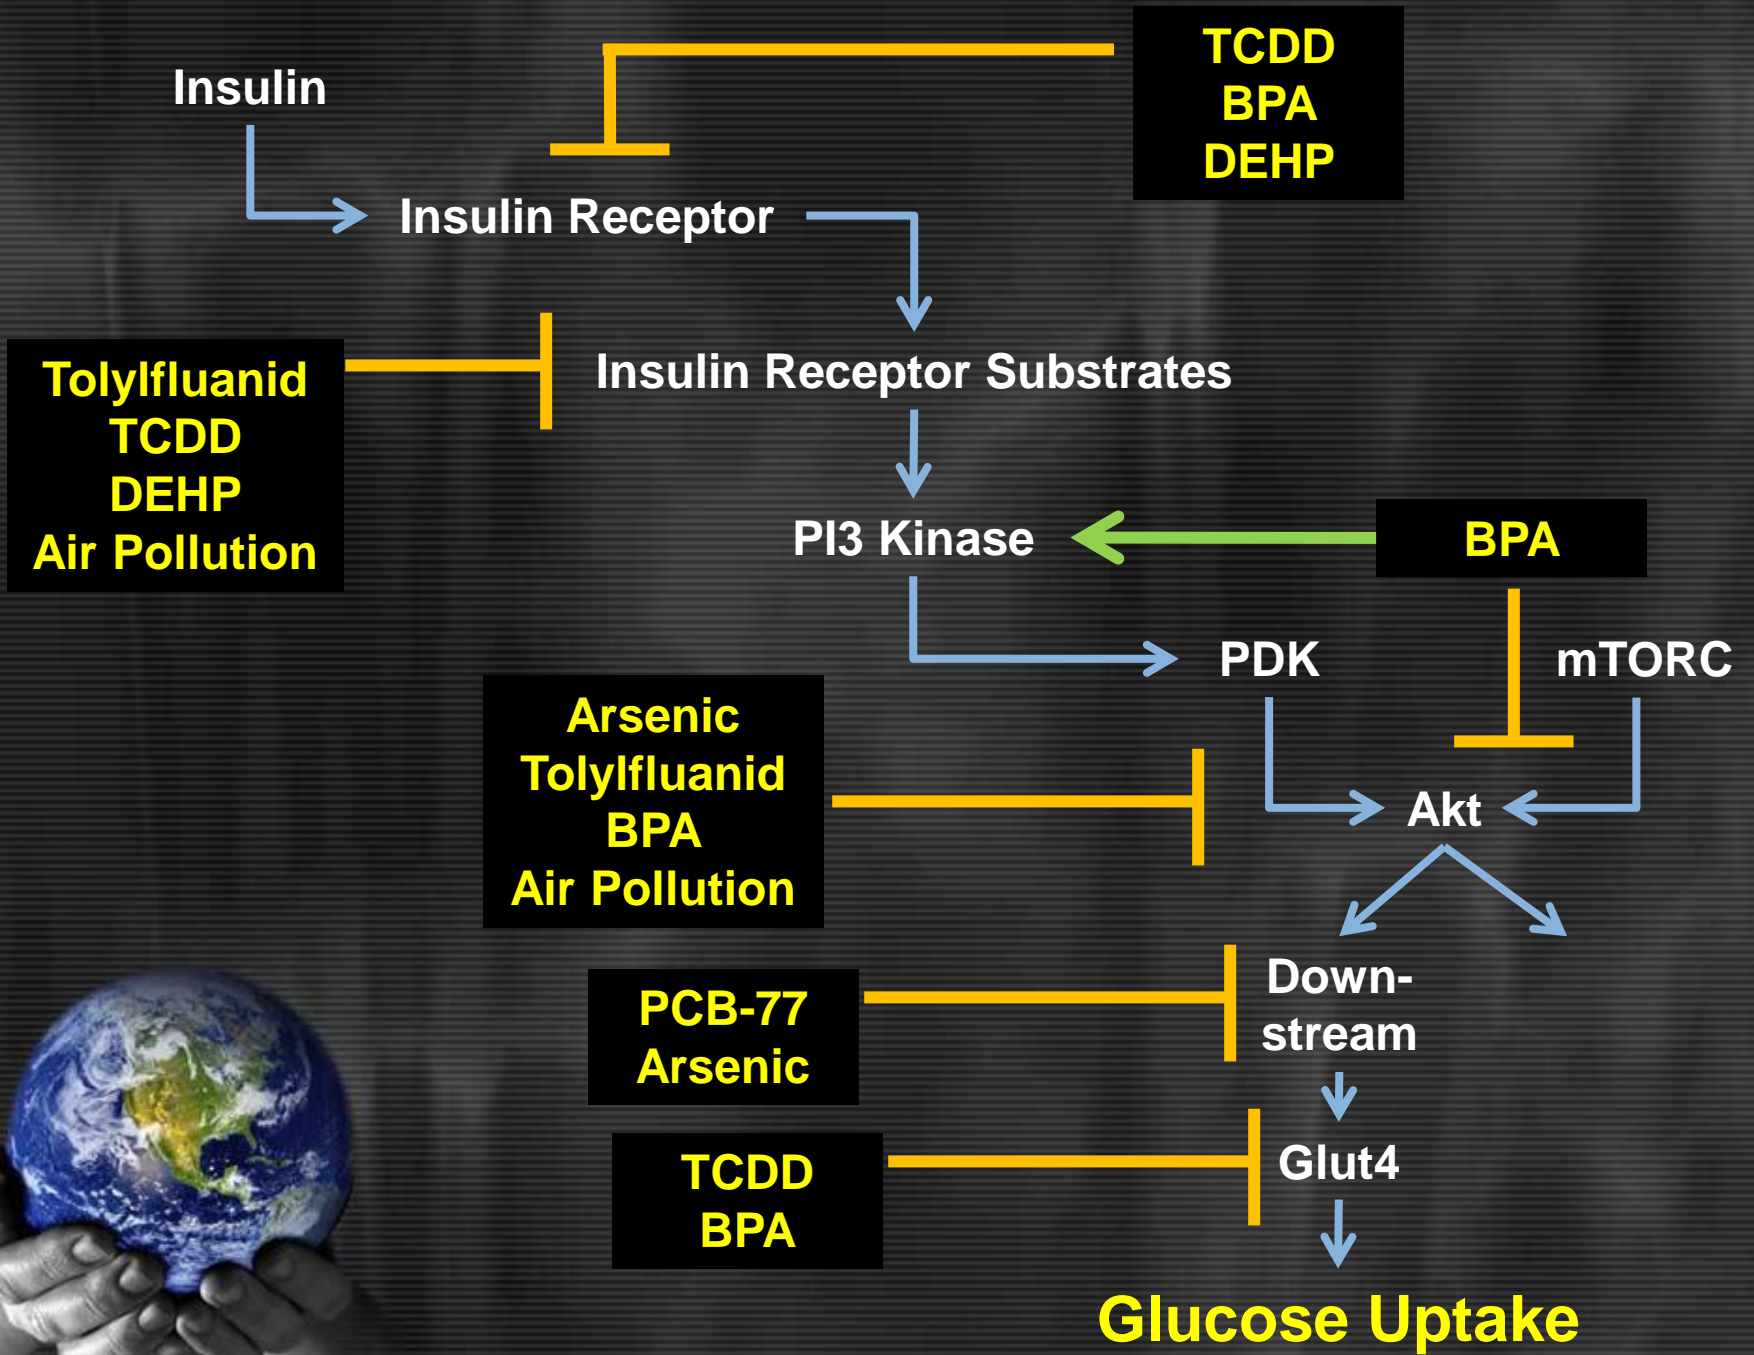 TCDD
BPA
DEHP
Insulin
Insulin Receptor
Insulin Receptor Substrates
Tolylfluanid
TCDD
DEHP
Air Pollution
PI3 Kinase
BPA
PDK
mTORC
Arsenic
Tolylfluanid
BPA
Air Pollution
Akt
Down-
stream
PCB-77
Arsenic
Glut4
TCDD
BPA
Glucose Uptake